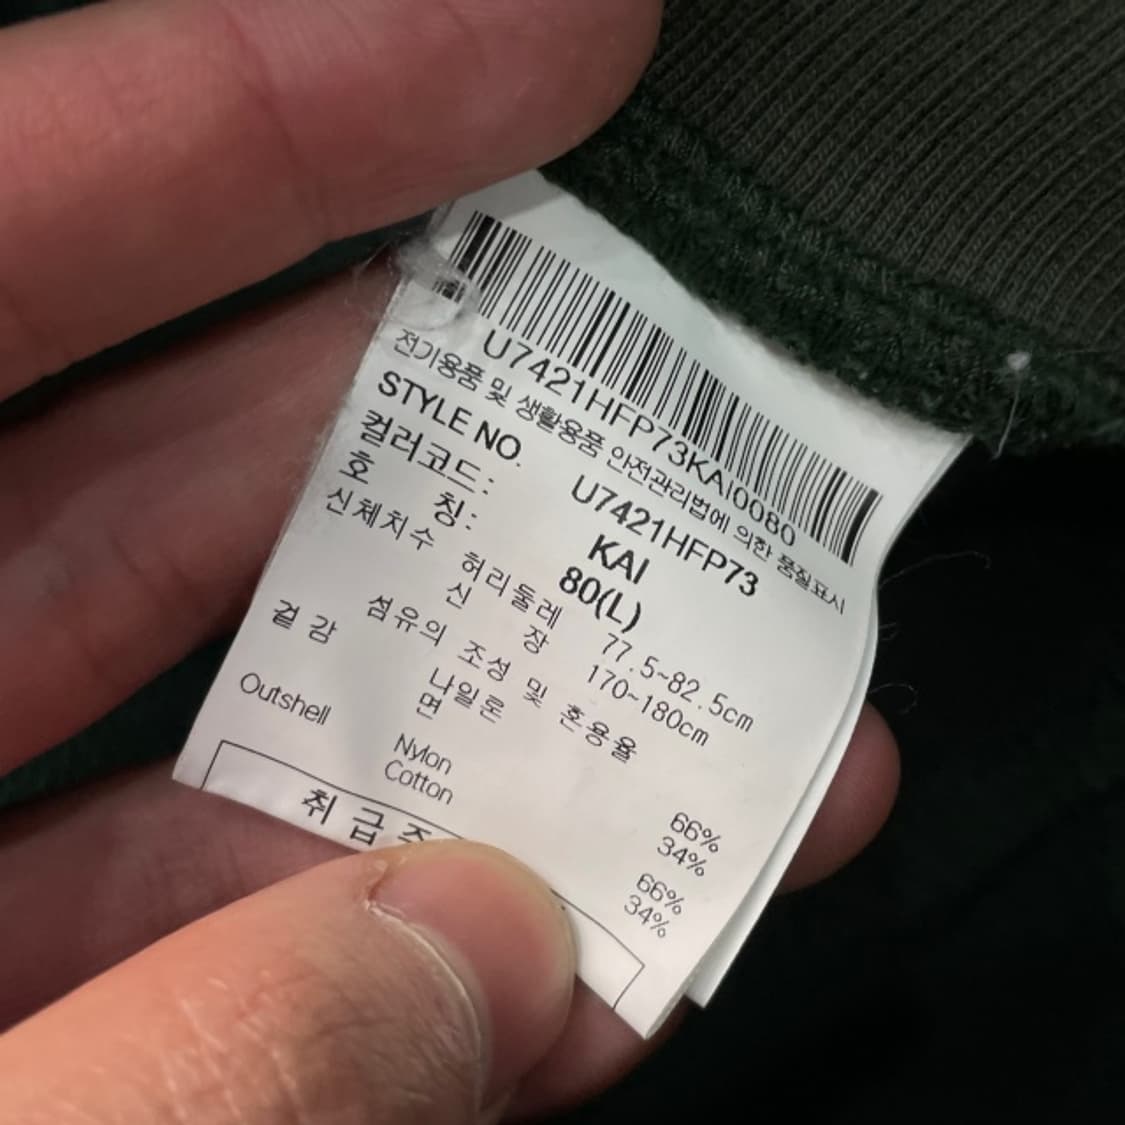 U7421HFP73KAI0080
전기용품 및 생활용품 안전관리법에 의한 품질표시
STYLE NO. U7421HFP73
컬러코드: KAI
호 칭: 80(L)
신체치수
허리둘레 77.5~82.5cm
신 장 170~180cm
섬유의 조성 및 혼용율
겉감 나일론 66%
면 34%
Outshell Nylon 66%
Cotton 34%
취급주